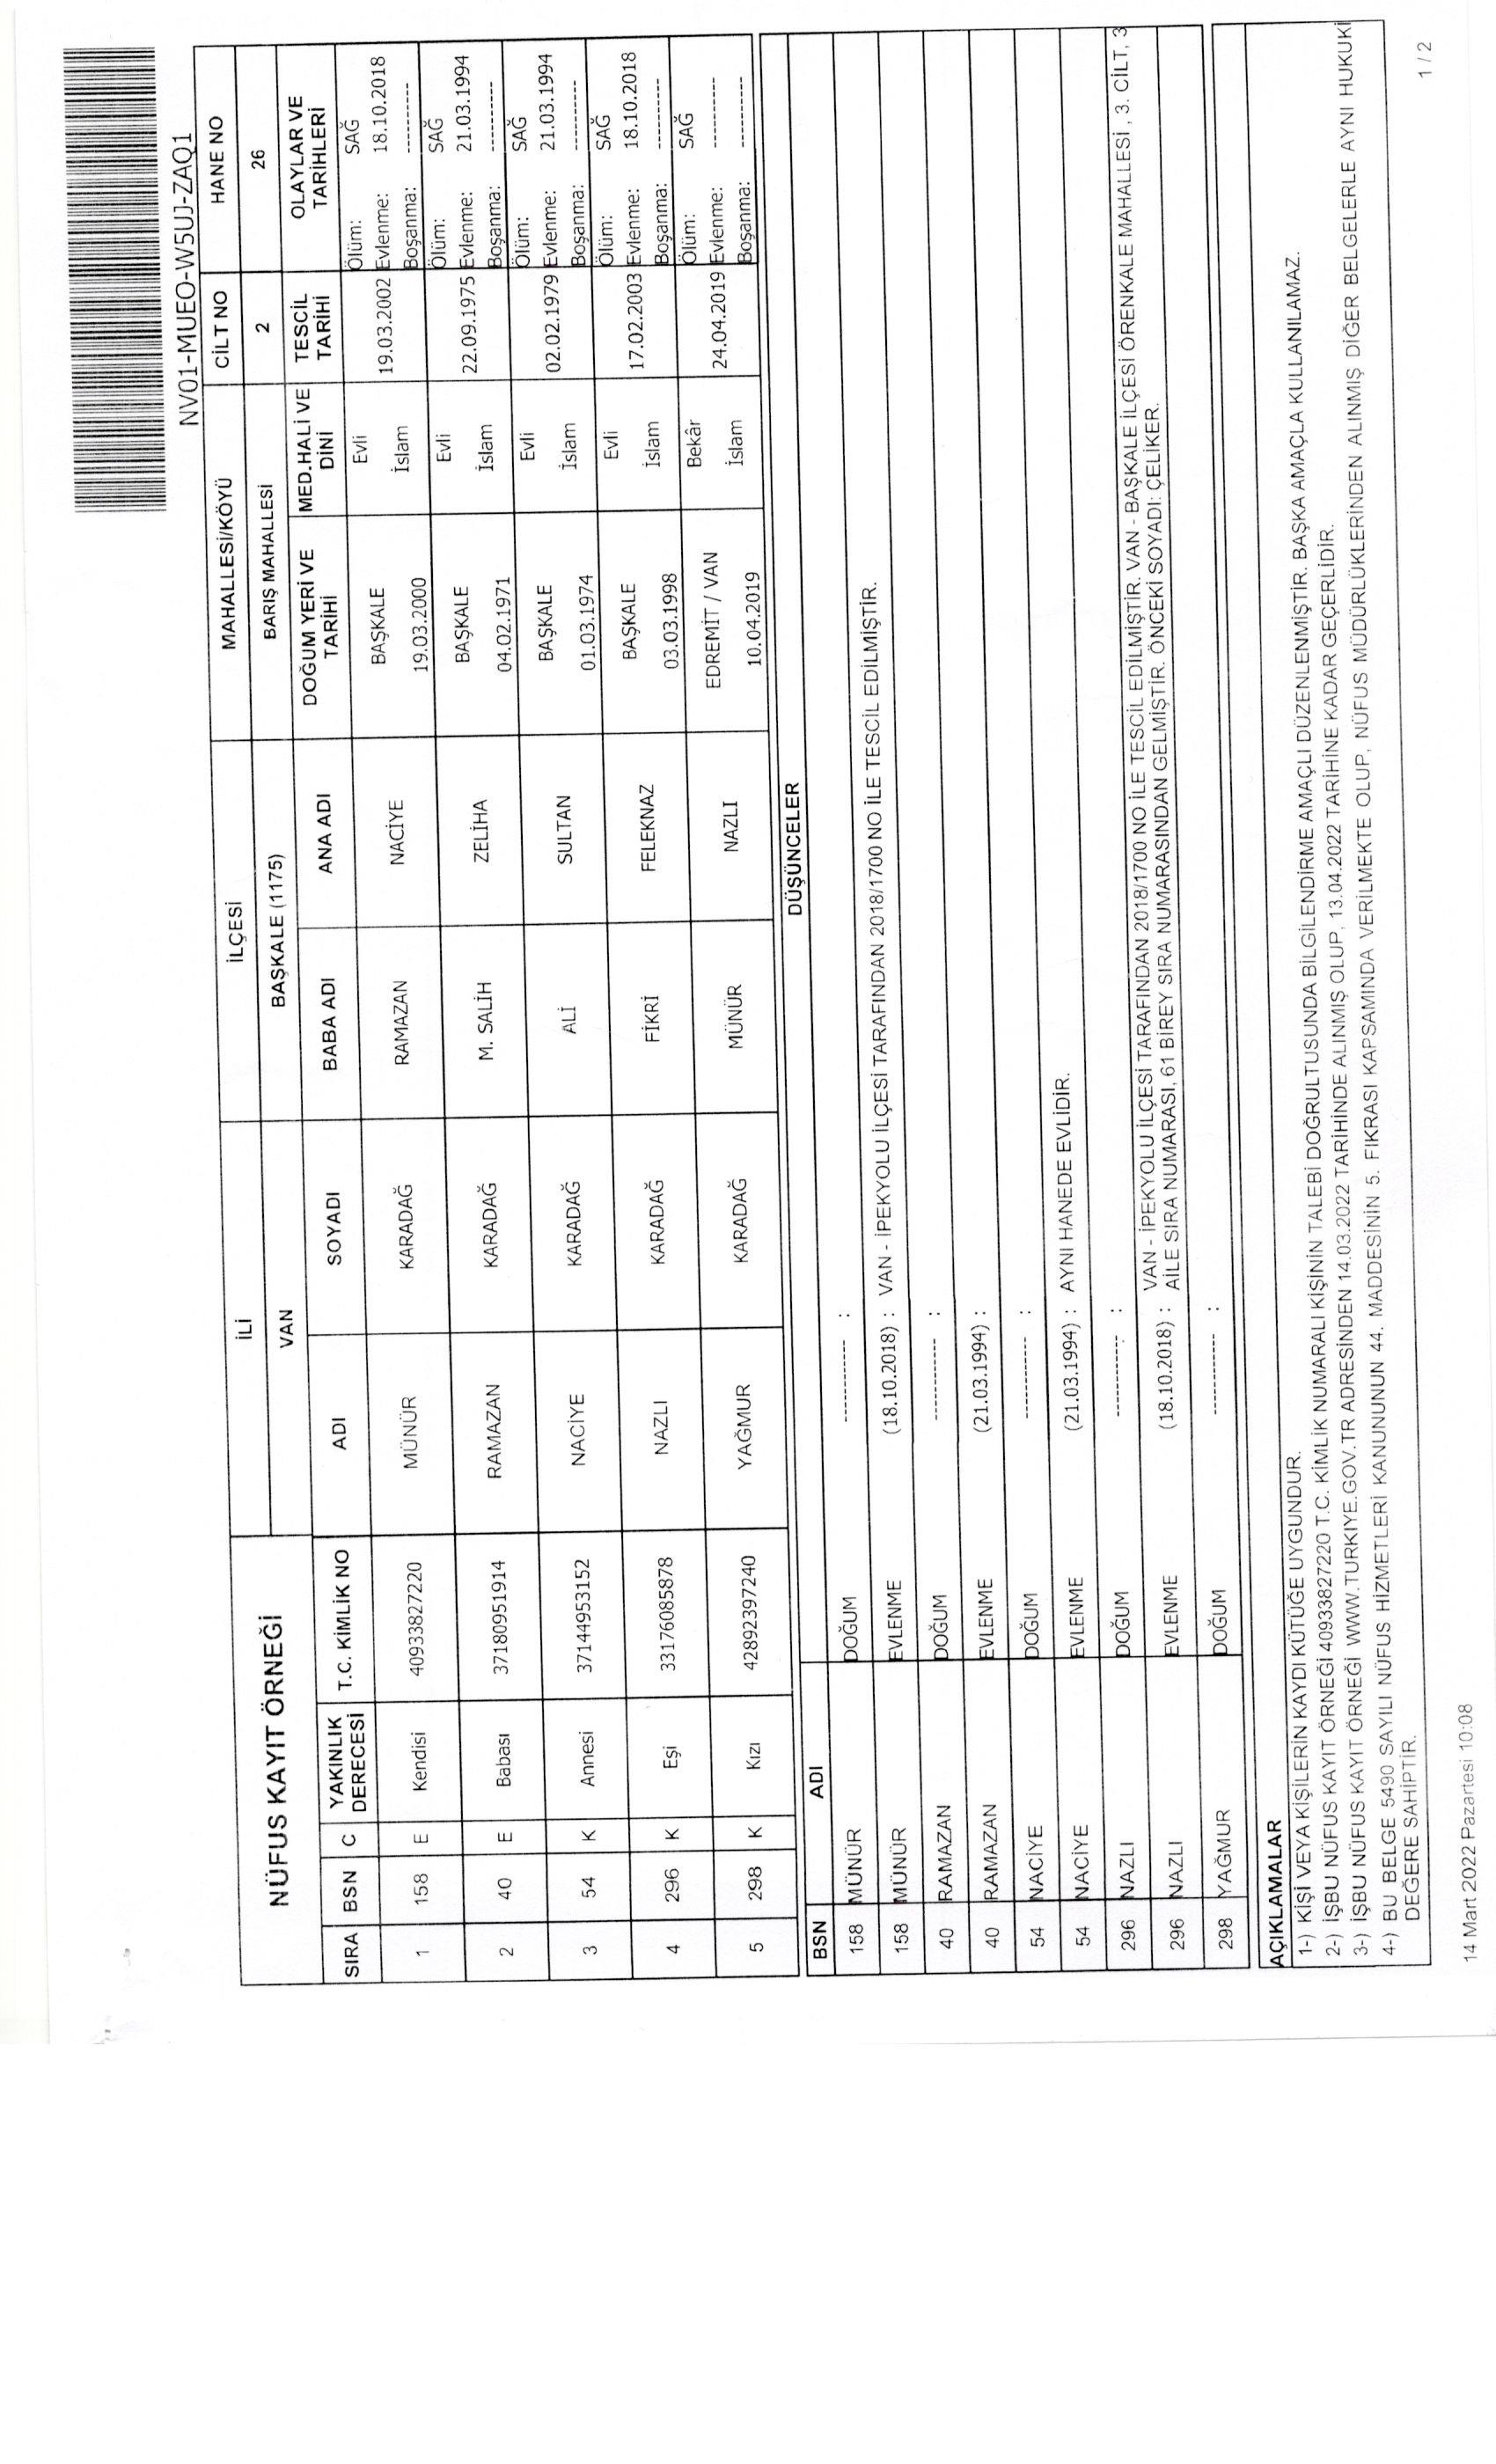 NV01-MUEO-W5UJ-ZAQ1
NÜFUS KAYIT ÖRNEĞİ İLİ İLÇESİ MAHALLESİ/KÖYÜ CİLT NO HANE NO
VAN BAŞKALE (1175) BARIŞ MAHALLESİ 2 26
SIRA BSN C YAKINLIK DERECESİ T.C. KİMLİK NO ADI SOYADI BABA ADI ANA ADI DOĞUM YERİ VE TARİHİ MED.HALİ VE DİNİ TESCİL TARİHİ OLAYLAR VE TARİHLERİ
Evli Ölüm: SAĞ
1 158 E Kendisi 40933827220 MÜNÜR KARADAĞ RAMAZAN NACİYE BAŞKALE 19.03.2002 Evlenme: 18.10.2018
19.03.2000 İslam Boşanma: ----------
Evli Ölüm: SAĞ
2 40 E Babası 37180951914 RAMAZAN KARADAĞ M. SALİH ZELİHA BAŞKALE 22.09.1975 Evlenme: 21.03.1994
04.02.1971 İslam Boşanma: ----------
Evli Ölüm: SAĞ
3 54 K Annesi 37144953152 NACİYE KARADAĞ ALİ SULTAN BAŞKALE 02.02.1979 Evlenme: 21.03.1994
01.03.1974 İslam Boşanma: ----------
Evli Ölüm: SAĞ
4 296 K Eşi 33176085878 NAZLI KARADAĞ FİKRİ FELEKNAZ BAŞKALE 17.02.2003 Evlenme: 18.10.2018
03.03.1998 İslam Boşanma: ----------
Bekâr Ölüm: SAĞ
5 298 K Kızı 42892397240 YAĞMUR KARADAĞ MÜNÜR NAZLI EDREMİT / VAN 24.04.2019 Evlenme: ----------
10.04.2019 İslam Boşanma: ----------
BSN ADI DÜŞÜNCELER
158 MÜNÜR DOĞUM ------------ :
158 MÜNÜR EVLENME (18.10.2018) : VAN - İPEKYOLU İLÇESİ TARAFINDAN 2018/1700 NO İLE TESCİL EDİLMİŞTİR.
40 RAMAZAN DOĞUM ------------ :
40 RAMAZAN EVLENME (21.03.1994) :
54 NACİYE DOĞUM ------------ :
54 NACİYE EVLENME (21.03.1994) : AYNI HANEDE EVLİDİR.
296 NAZLI DOĞUM ------------ :
296 NAZLI EVLENME (18.10.2018) : VAN - İPEKYOLU İLÇESİ TARAFINDAN 2018/1700 NO İLE TESCİL EDİLMİŞTİR. VAN - BAŞKALE İLÇESİ ÖRENKALE MAHALLESİ , 3. CİLT, 3
AİLE SIRA NUMARASI, 61 BİREY SIRA NUMARASINDAN GELMİŞTİR. ÖNCEKİ SOYADI: ÇELİKER.
298 YAĞMUR DOĞUM ------------ :
AÇIKLAMALAR
1-) KİŞİ VEYA KİŞİLERİN KAYDI KÜTÜĞE UYGUNDUR.
2-) İŞBU NÜFUS KAYIT ÖRNEĞİ 40933827220 T.C. KİMLİK NUMARALI KİŞİNİN TALEBİ DOĞRULTUSUNDA BİLGİLENDİRME AMAÇLI DÜZENLENMİŞTİR. BAŞKA AMAÇLA KULLANILAMAZ.
3-) İŞBU NÜFUS KAYIT ÖRNEĞİ WWW.TURKIYE.GOV.TR ADRESİNDEN 14.03.2022 TARİHİNDE ALINMIŞ OLUP, 13.04.2022 TARİHİNE KADAR GEÇERLİDİR.
4-) BU BELGE 5490 SAYILI NÜFUS HİZMETLERİ KANUNUNUN 44. MADDESİNİN 5. FIKRASI KAPSAMINDA VERİLMEKTE OLUP, NÜFUS MÜDÜRLÜKLERİNDEN ALINMIŞ DİĞER BELGELERLE AYNI HUKUKİ
DEĞERE SAHİPTİR.
14 Mart 2022 Pazartesi 10:08
1 / 2